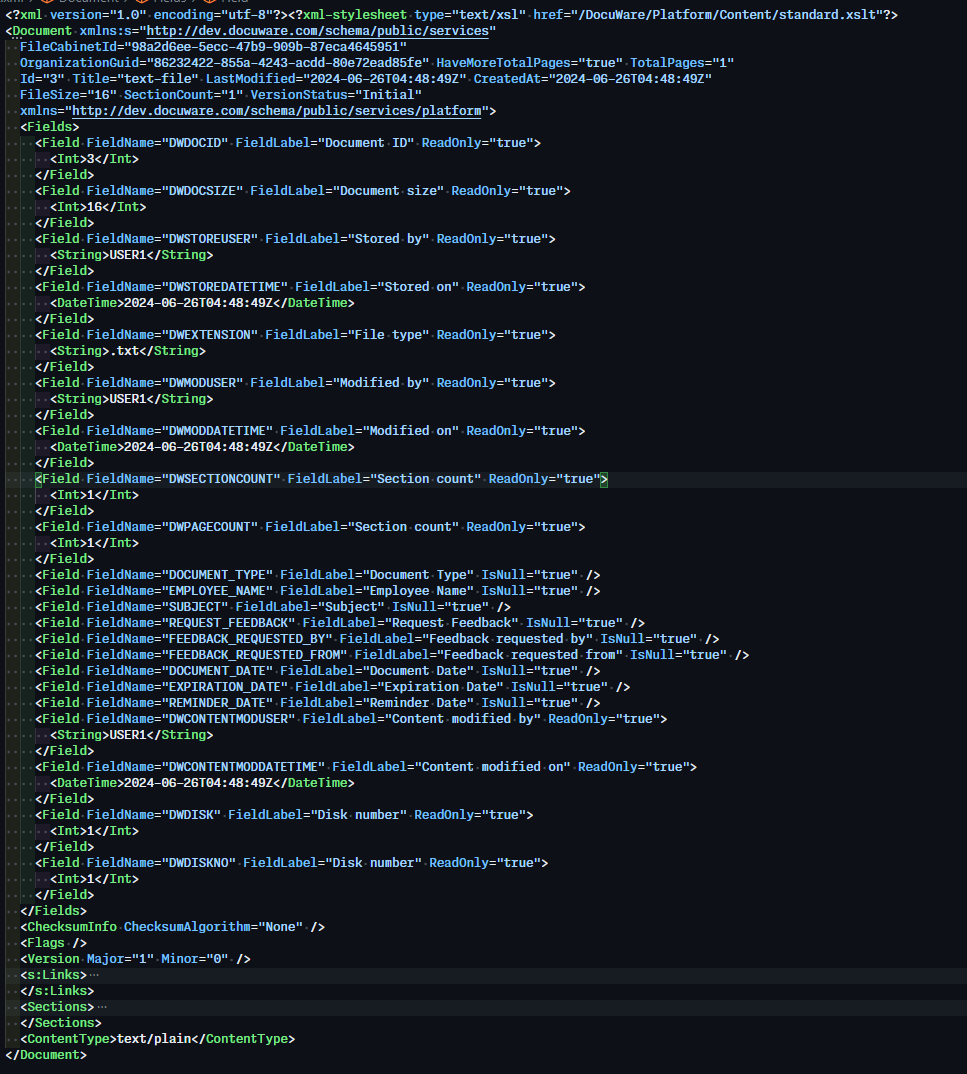 <?xml version="1.0" encoding="utf-8"?><?xml-stylesheet type="text/xsl" href="/DocuWare/Platform/Content/standard.xslt"?>
<Document xmlns:s="http://dev.docuware.com/schema/public/services"
FileCabinetId="98a2d6ee-5ecc-47b9-909b-87eca4645951"
OrganizationGuid="86232422-855a-4243-acdd-80e72ead85fe" HaveMoreTotalPages="true" TotalPages="1"
Id="3" Title="text-file" LastModified="2024-06-26T04:48:49Z" CreatedAt="2024-06-26T04:48:49Z"
FileSize="16" SectionCount="1" VersionStatus="Initial"
xmlns="http://dev.docuware.com/schema/public/services/platform">
<Fields>
<Field FieldName="DWDOCID" FieldLabel="Document ID" ReadOnly="true">
<Int>3</Int>
</Field>
<Field FieldName="DWDOCSIZE" FieldLabel="Document size" ReadOnly="true">
<Int>16</Int>
</Field>
<Field FieldName="DWSTOREUSER" FieldLabel="Stored by" ReadOnly="true">
<String>USER1</String>
</Field>
<Field FieldName="DWSTOREDATETIME" FieldLabel="Stored on" ReadOnly="true">
<DateTime>2024-06-26T04:48:49Z</DateTime>
</Field>
<Field FieldName="DWEXTENSION" FieldLabel="File type" ReadOnly="true">
<String>.txt</String>
</Field>
<Field FieldName="DWMODUSER" FieldLabel="Modified by" ReadOnly="true">
<String>USER1</String>
</Field>
<Field FieldName="DWMODDATETIME" FieldLabel="Modified on" ReadOnly="true">
<DateTime>2024-06-26T04:48:49Z</DateTime>
</Field>
<Field FieldName="DWSECTIONCOUNT" FieldLabel="Section count" ReadOnly="true">
<Int>1</Int>
</Field>
<Field FieldName="DWPAGECOUNT" FieldLabel="Section count" ReadOnly="true">
<Int>1</Int>
</Field>
<Field FieldName="DOCUMENT_TYPE" FieldLabel="Document Type" IsNull="true" />
<Field FieldName="EMPLOYEE_NAME" FieldLabel="Employee Name" IsNull="true" />
<Field FieldName="SUBJECT" FieldLabel="Subject" IsNull="true" />
<Field FieldName="REQUEST_FEEDBACK" FieldLabel="Request Feedback" IsNull="true" />
<Field FieldName="FEEDBACK_REQUESTED_BY" FieldLabel="Feedback requested by" IsNull="true" />
<Field FieldName="FEEDBACK_REQUESTED_FROM" FieldLabel="Feedback requested from" IsNull="true" />
<Field FieldName="DOCUMENT_DATE" FieldLabel="Document Date" IsNull="true" />
<Field FieldName="EXPIRATION_DATE" FieldLabel="Expiration Date" IsNull="true" />
<Field FieldName="REMINDER_DATE" FieldLabel="Reminder Date" IsNull="true" />
<Field FieldName="DWCONTENTMODUSER" FieldLabel="Content modified by" ReadOnly="true">
<String>USER1</String>
</Field>
<Field FieldName="DWCONTENTMODDATETIME" FieldLabel="Content modified on" ReadOnly="true">
<DateTime>2024-06-26T04:48:49Z</DateTime>
</Field>
<Field FieldName="DWDISK" FieldLabel="Disk number" ReadOnly="true">
<Int>1</Int>
</Field>
<Field FieldName="DWDISKNO" FieldLabel="Disk number" ReadOnly="true">
<Int>1</Int>
</Field>
</Fields>
<ChecksumInfo ChecksumAlgorithm="None" />
<Flags />
<Version Major="1" Minor="0" />
<s:Links>…
</s:Links>
<Sections>…
</Sections>
<ContentType>text/plain</ContentType>
</Document>